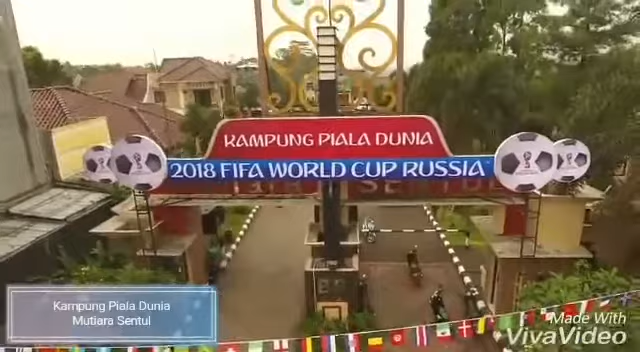 KAMPUNG PIALA DUNIA
2018 FIFA WORLD CUP RUSSIA
Kampung Piala Dunia
Mutiara Sentul
Made With
VivaVideo